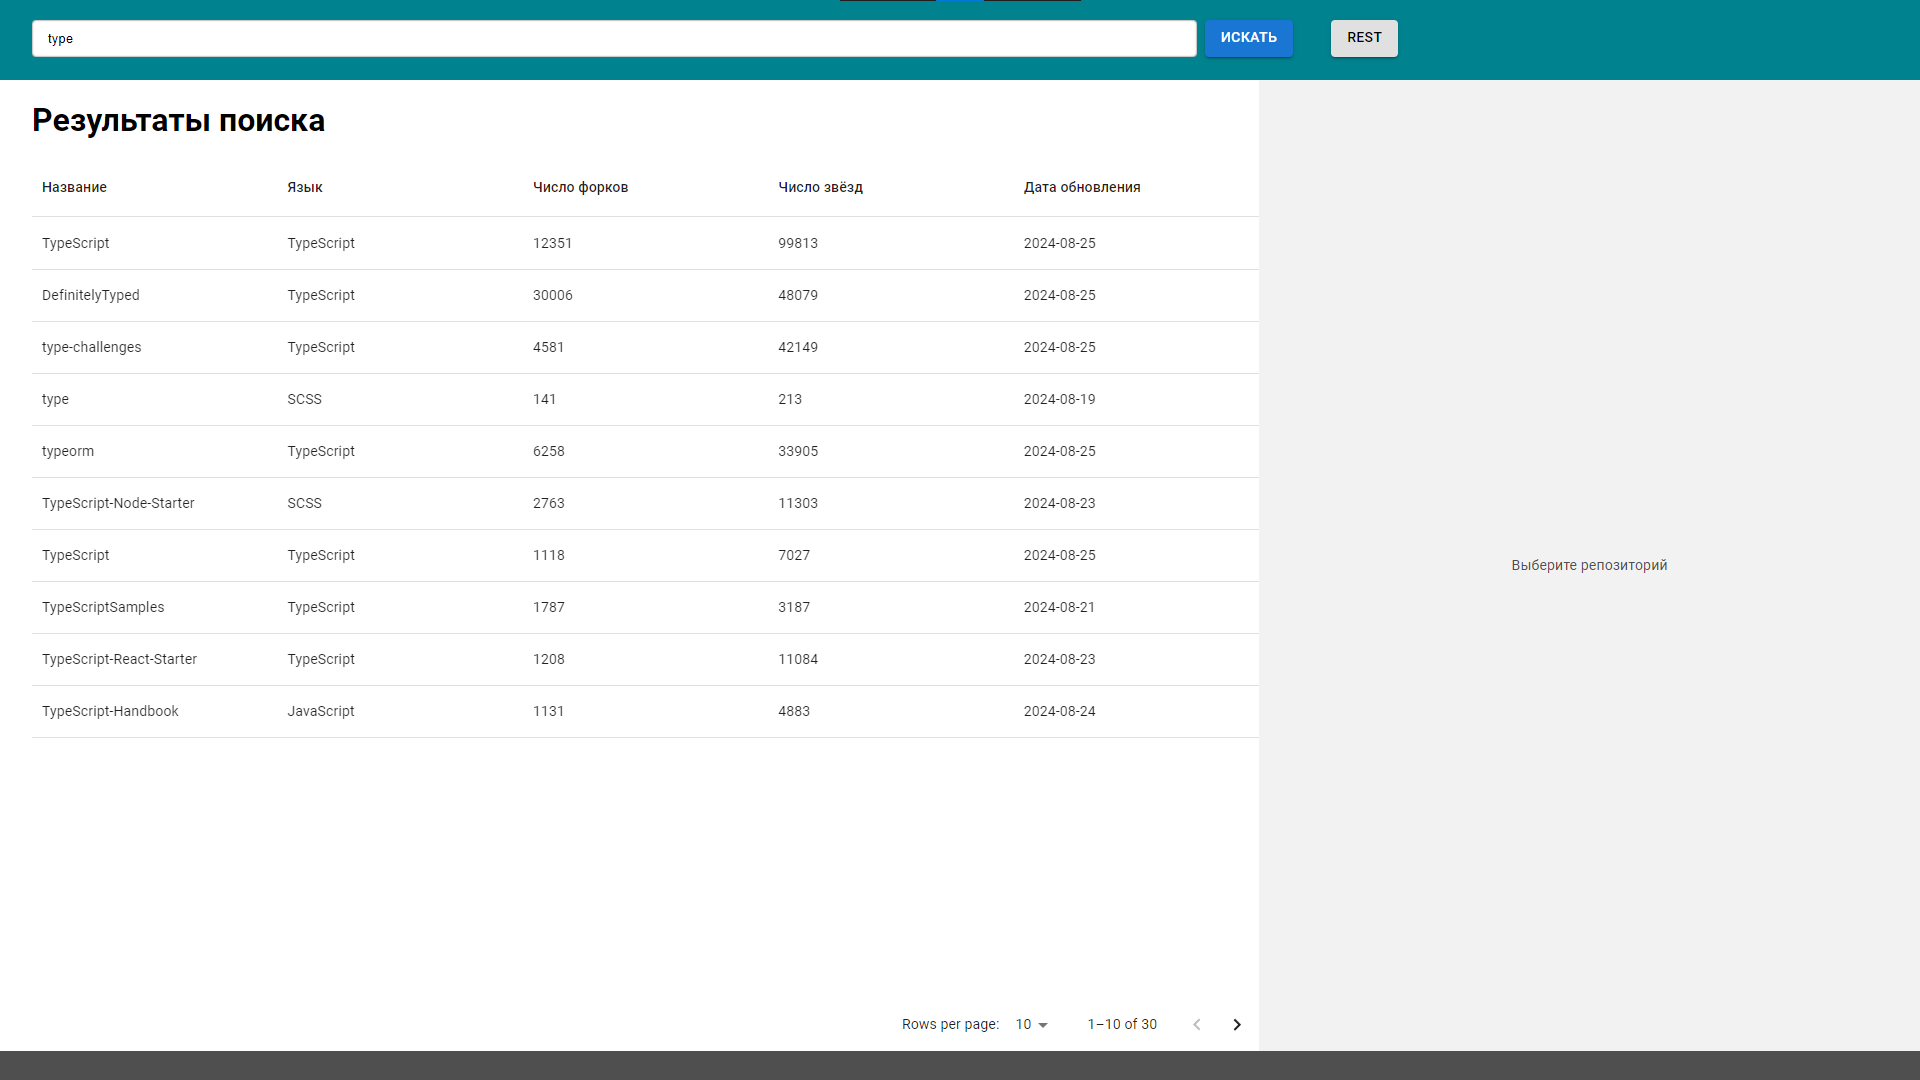 type ИСКАТЬ REST
Результаты поиска
Название Язык Число форков Число звёзд Дата обновления
TypeScript TypeScript 12351 99813 2024-08-25
DefinitelyTyped TypeScript 30006 48079 2024-08-25
type-challenges TypeScript 4581 42149 2024-08-25
type SCSS 141 213 2024-08-19
typeorm TypeScript 6258 33905 2024-08-25
TypeScript-Node-Starter SCSS 2763 11303 2024-08-23
TypeScript TypeScript 1118 7027 2024-08-25
Выберите репозиторий
TypeScriptSamples TypeScript 1787 3187 2024-08-21
TypeScript-React-Starter TypeScript 1208 11084 2024-08-23
TypeScript-Handbook JavaScript 1131 4883 2024-08-24
Rows per page: 10 1–10 of 30